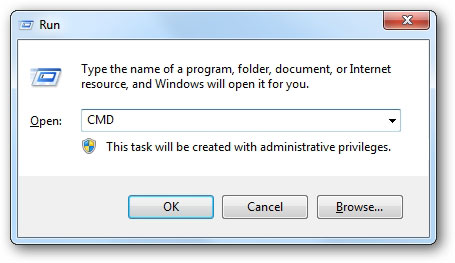 Run
Type the name of a program, folder, document, or Internet
resource, and Windows will open it for you.
Open: CMD
This task will be created with administrative privileges.
OK Cancel Browse...